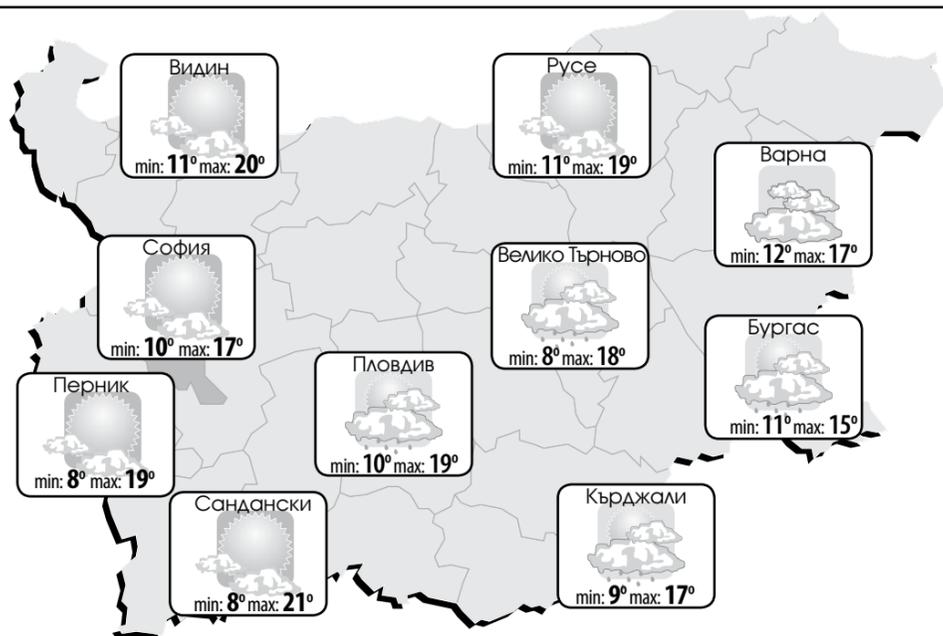 Видин
min: 11° max: 20°
Русе
min: 11° max: 19°
Варна
min: 12° max: 17°
София
min: 10° max: 17°
Велико Търново
min: 8° max: 18°
Бургас
min: 11° max: 15°
Пловдив
min: 10° max: 19°
Перник
min: 8° max: 19°
Сандански
min: 8° max: 21°
Кърджали
min: 9° max: 17°